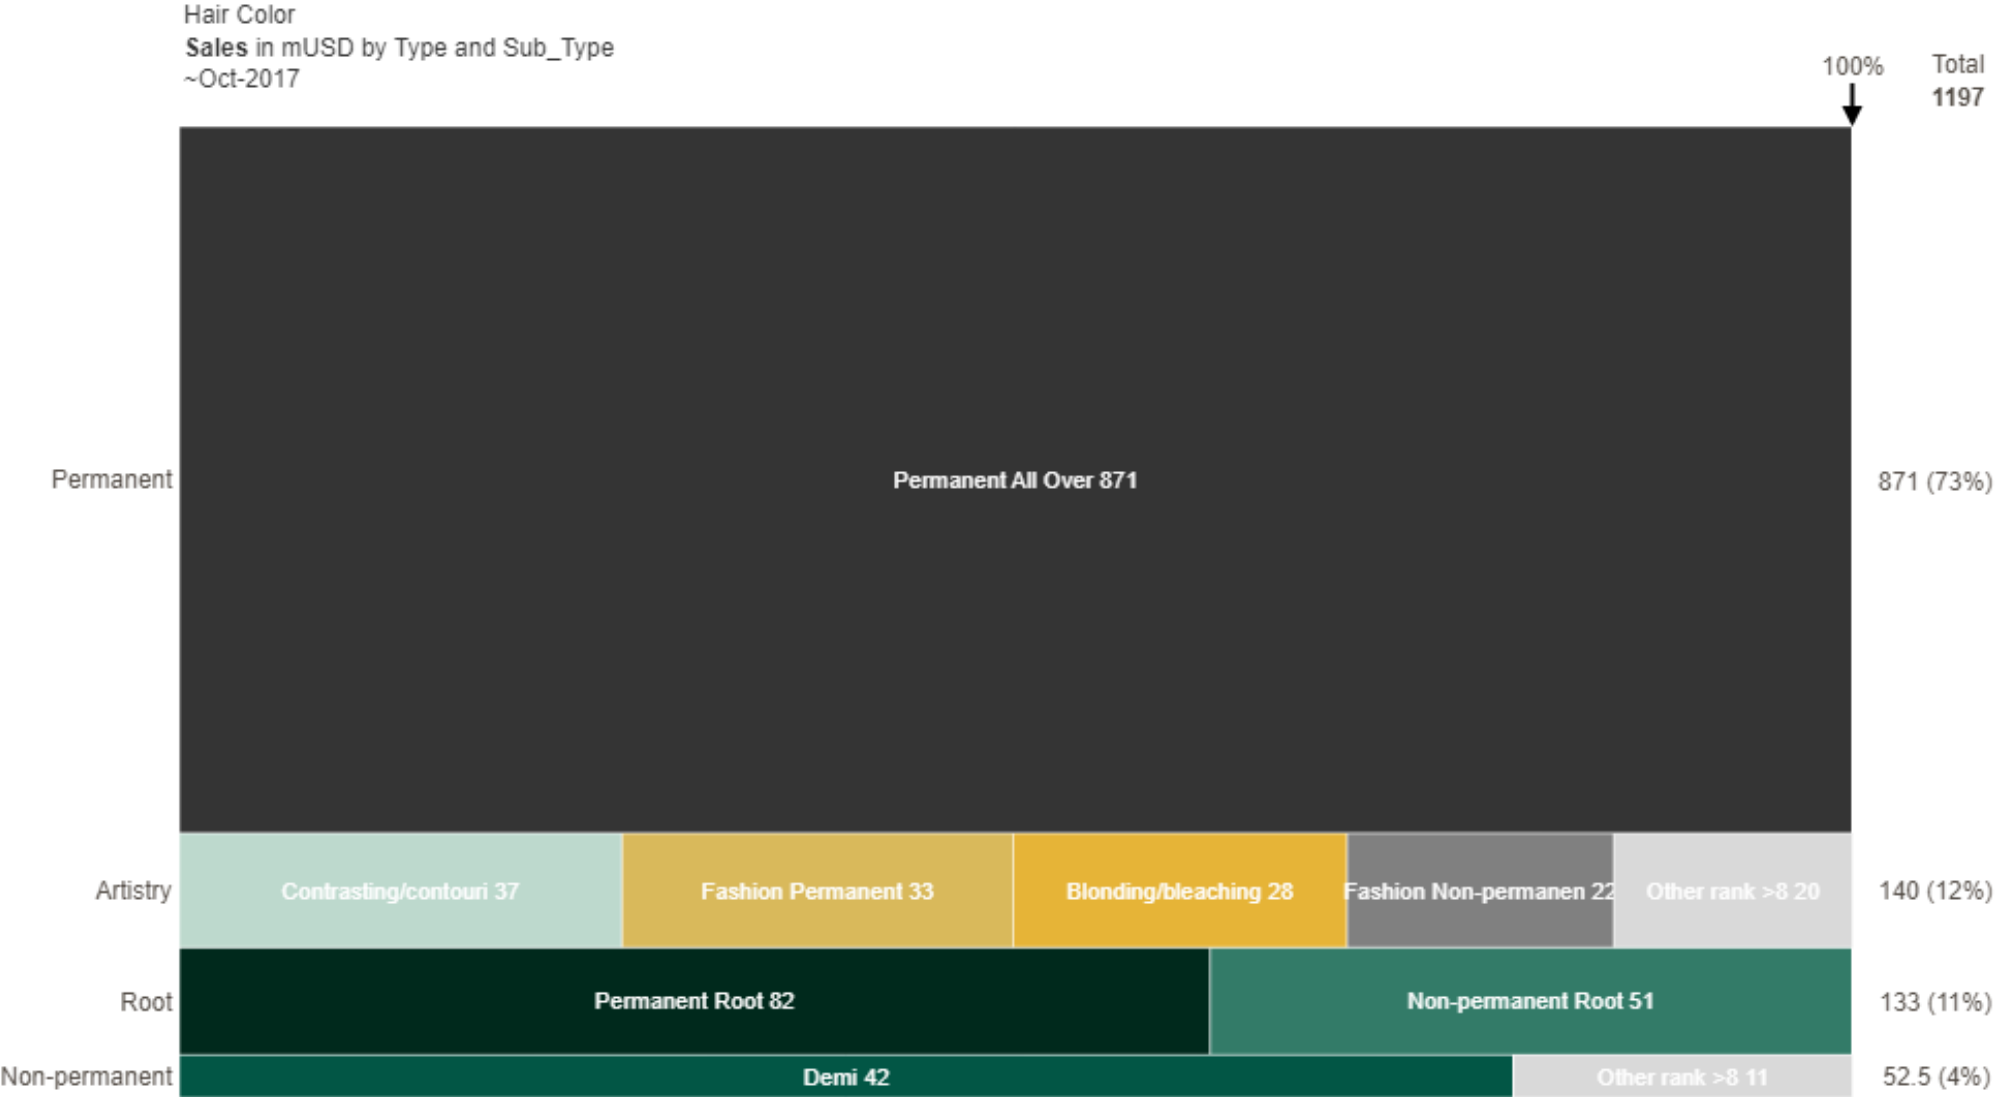 Hair Color
Sales in mUSD by Type and Sub_Type
~Oct-2017
100%
Total
1197
Permanent
Permanent All Over 871
871 (73%)
Artistry
Contrasting/contouri 37
Fashion Permanent 33
Blonding/bleaching 28
Fashion Non-permanen 22
Other rank >8 20
140 (12%)
Root
Permanent Root 82
Non-permanent Root 51
133 (11%)
Non-permanent
Demi 42
Other rank >8 11
52.5 (4%)